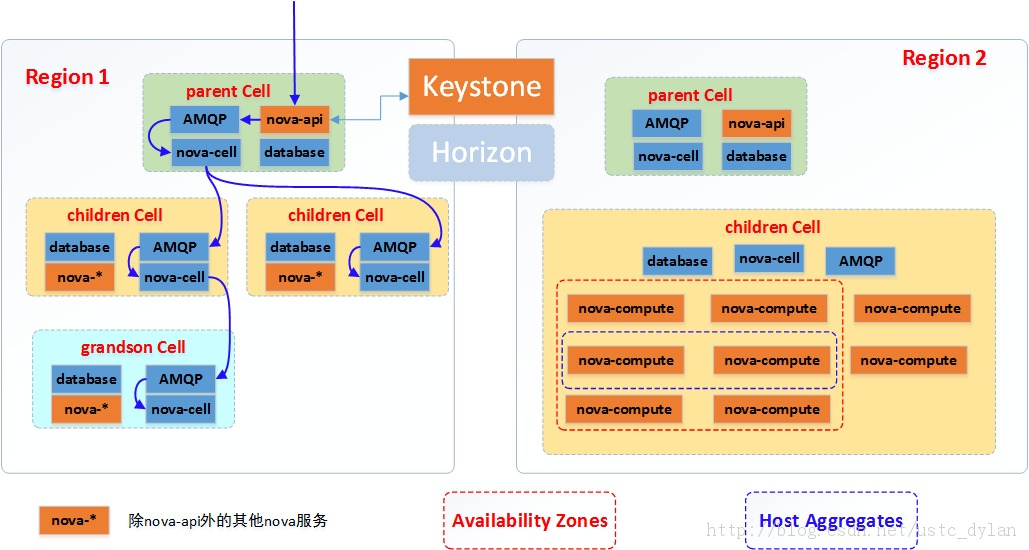 Region 1
parent Cell
AMQP
nova-api
nova-cell
database
Keystone
Horizon
children Cell
database
AMQP
nova-*
nova-cell
children Cell
database
AMQP
nova-*
nova-cell
grandson Cell
database
AMQP
nova-*
nova-cell
Region 2
parent Cell
AMQP
nova-api
nova-cell
database
children Cell
database
nova-cell
AMQP
nova-compute
nova-compute
nova-compute
nova-compute
nova-compute
nova-compute
nova-compute
nova-compute
nova-*
除nova-api外的其他nova服务
Availability Zones
Host Aggregates
http://blog.csdn.net/ustc_dylan